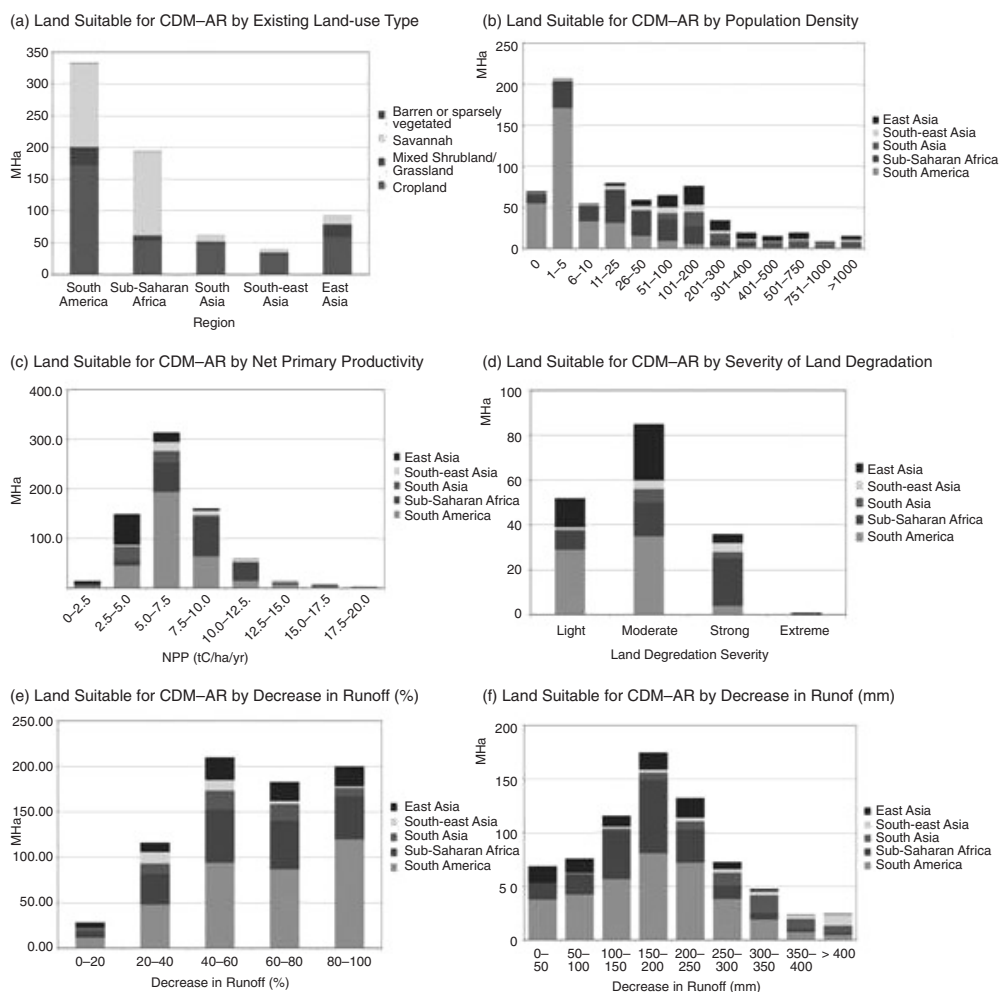 (a) Land Suitable for CDM–AR by Existing Land-use Type
350
300
250
200
150
100
50
0
MHa
South America
Sub-Saharan Africa
South Asia
South-east Asia
East Asia
Region
Barren or sparsely
vegetated
Savannah
Mixed Shrubland/
Grassland
Cropland
(b) Land Suitable for CDM–AR by Population Density
MHa
250
200
150
100
50
0
0
1–5
6–10
11–25
26–50
51–100
101–200
201–300
301–400
401–500
501–750
751–1000
>1000
East Asia
South-east Asia
South Asia
Sub-Saharan Africa
South America
(c) Land Suitable for CDM–AR by Net Primary Productivity
400.0
300.0
200.0
100.0
MHa
0–2.5
2.5–5.0
5.0–7.5
7.5–10.0
10.0–12.5.
12.5–15.0
15.0–17.5
17.5–20.0
NPP (tC/ha/yr)
East Asia
South-east Asia
South Asia
Sub-Saharan Africa
South America
(d) Land Suitable for CDM–AR by Severity of Land Degradation
MHa
100
80
60
40
20
0
Light
Moderate
Strong
Extreme
Land Degredation Severity
East Asia
South-east Asia
South Asia
Sub-Saharan Africa
South America
(e) Land Suitable for CDM–AR by Decrease in Runoff (%)
250.00
200.00
150.00
100.00
50.00
0.00
MHa
0–20
20–40
40–60
60–80
80–100
Decrease in Runoff (%)
East Asia
South-east Asia
South Asia
Sub-Saharan Africa
South America
(f) Land Suitable for CDM–AR by Decrease in Runof (mm)
MHa
200
150
100
5 0
0
0–
50
50–
100
100–
150
150–
200
200–
250
250–
300
300–
350
350–
400
> 400
Decrease in Runoff (mm)
East Asia
South-east Asia
South Asia
Sub-Saharan Africa
South America